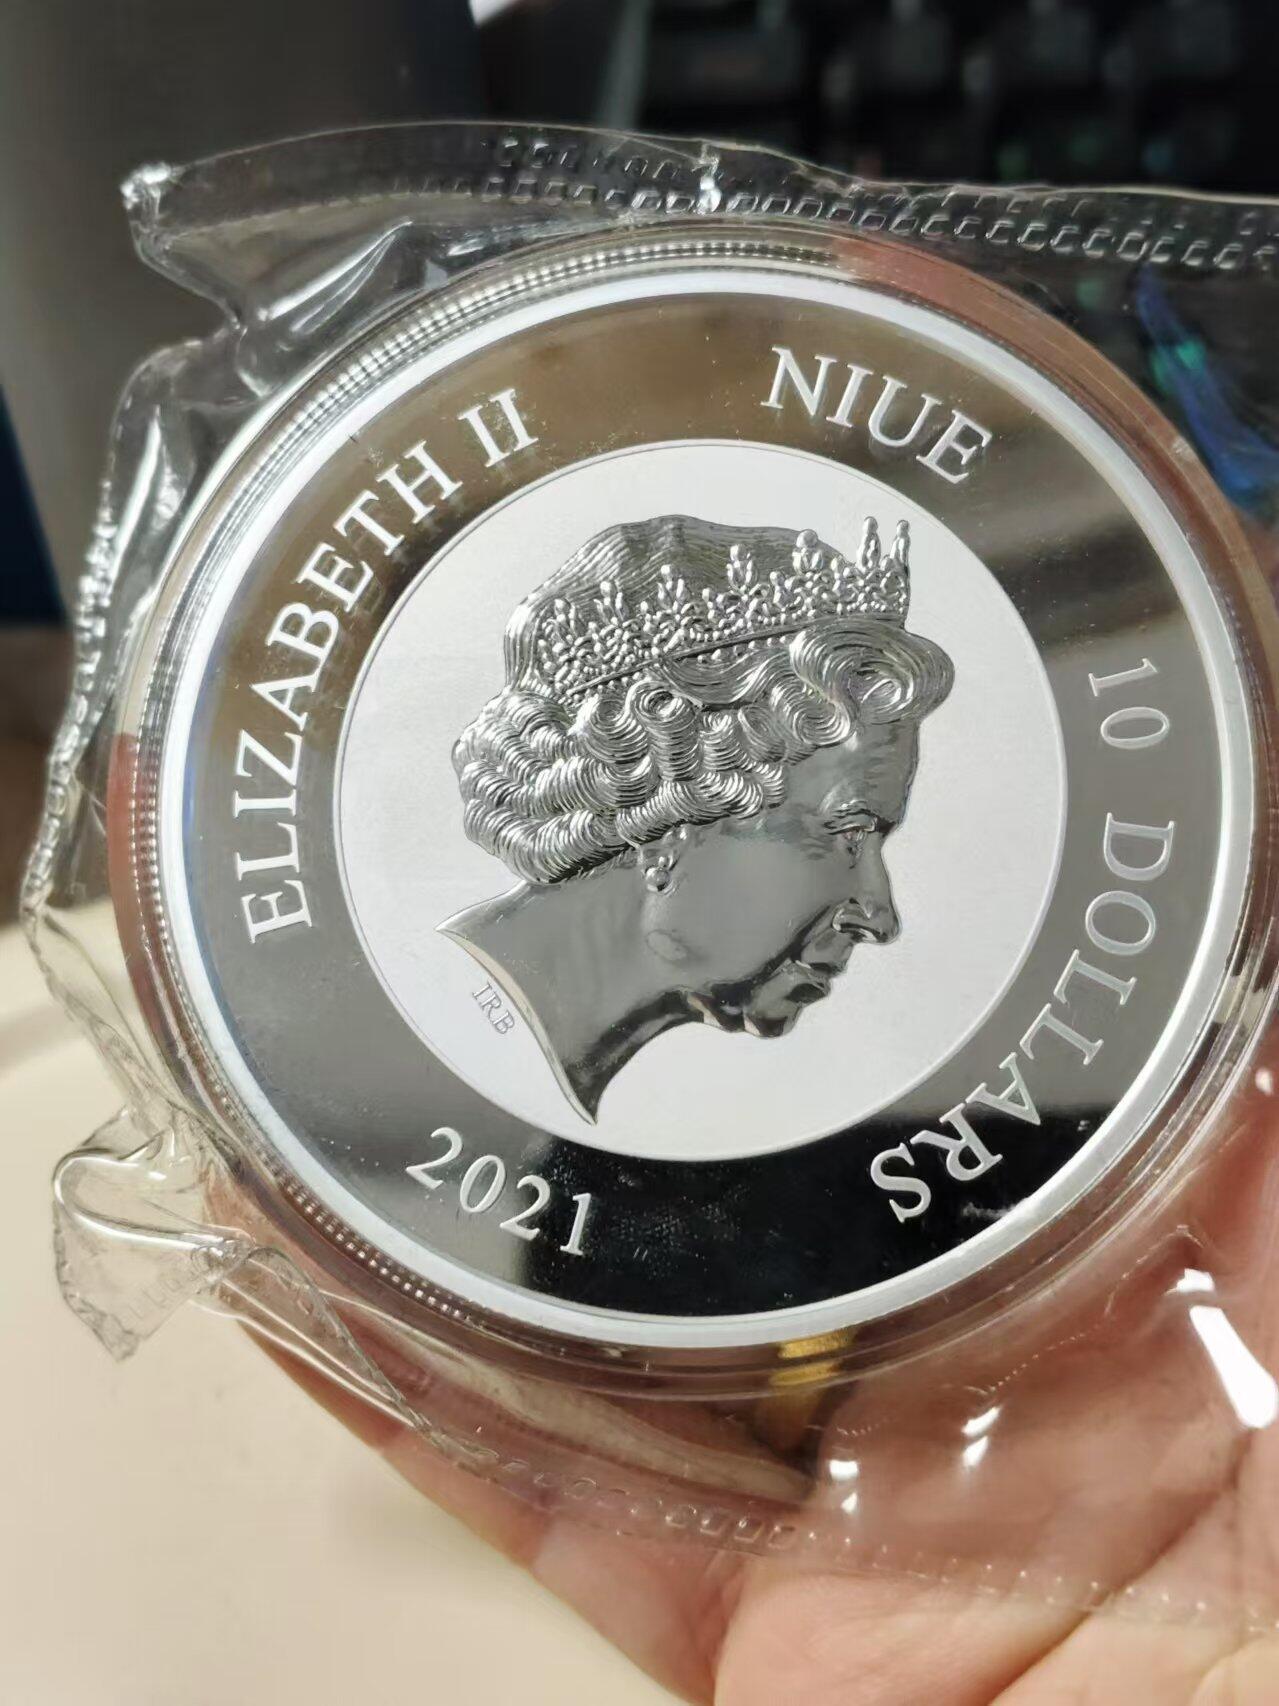 ELIZABETH II
NIUE
10 DOLLARS
2021
IRB